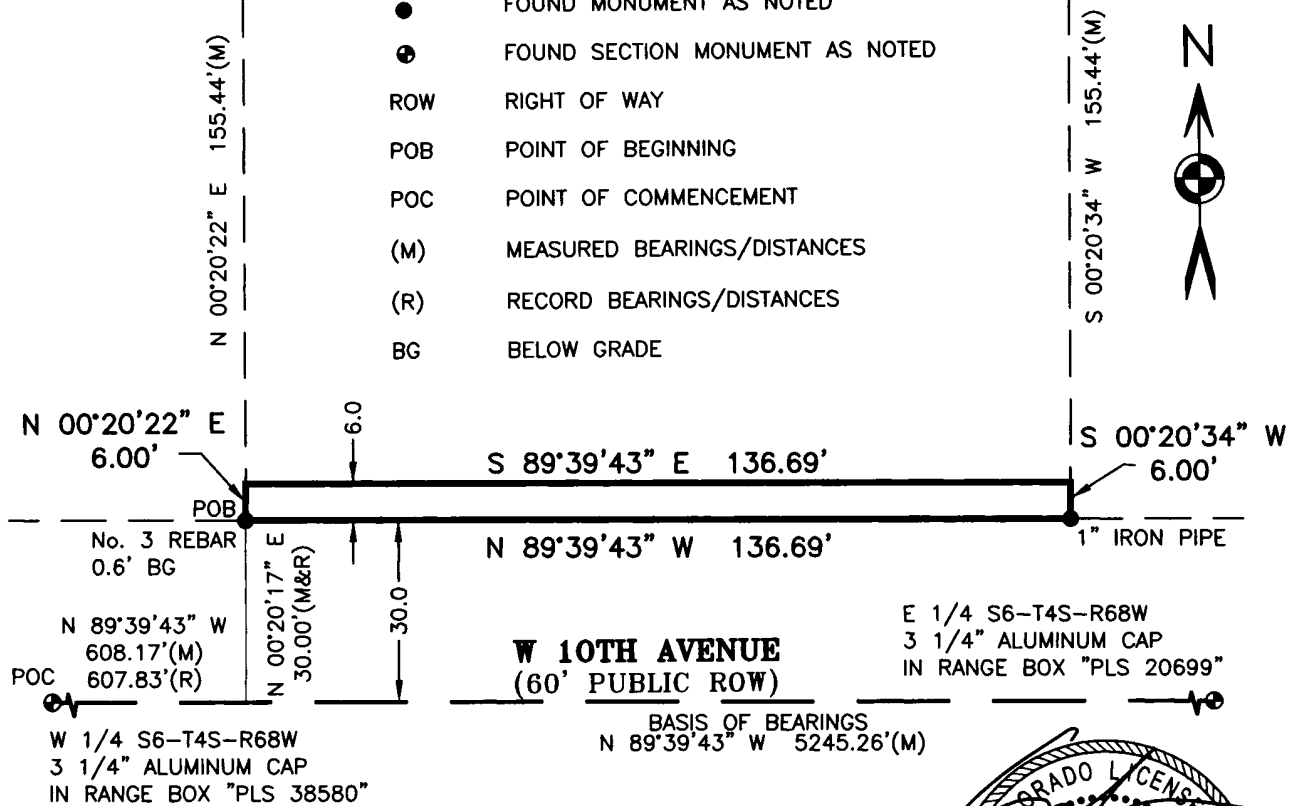 FOUND MONUMENT AS NOTED
FOUND SECTION MONUMENT AS NOTED
ROW RIGHT OF WAY
POB POINT OF BEGINNING
POC POINT OF COMMENCEMENT
(M) MEASURED BEARINGS/DISTANCES
(R) RECORD BEARINGS/DISTANCES
BG BELOW GRADE
N 00°20'22" E 155.44'(M)
S 00°20'34" W 155.44'(M)
N
N 00°20'22" E
6.00'
6.0
S 89°39'43" E 136.69'
S 00°20'34" W
6.00'
POB
No. 3 REBAR
0.6' BG
N 89°39'43" W 136.69'
1" IRON PIPE
N 00°20'17" E
30.00'(M&R)
30.0
N 89°39'43" W
608.17'(M)
607.83'(R)
POC
W 10TH AVENUE
(60' PUBLIC ROW)
E 1/4 S6-T4S-R68W
3 1/4" ALUMINUM CAP
IN RANGE BOX "PLS 20699"
BASIS OF BEARINGS
N 89°39'43" W 5245.26'(M)
W 1/4 S6-T4S-R68W
3 1/4" ALUMINUM CAP
IN RANGE BOX "PLS 38580"
ORADO LICENS